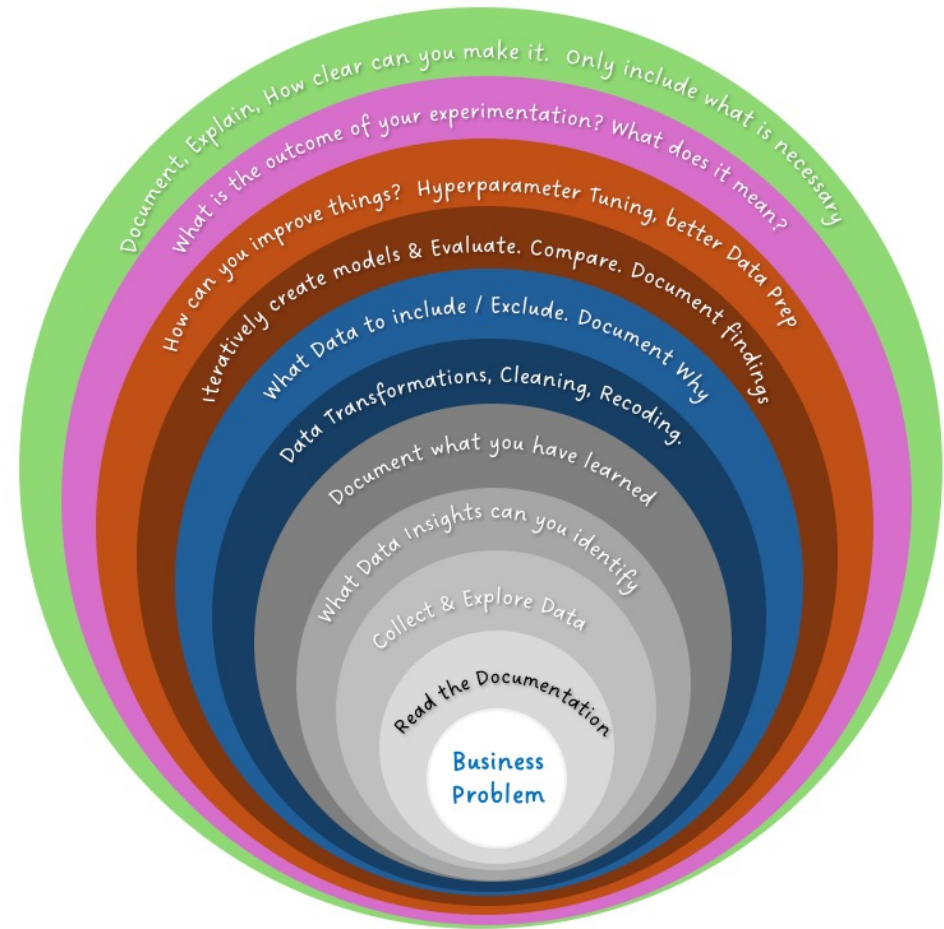 Document, Explain, How clear can you make it. Only include what is necessary
What is the outcome of your experimentation? What does it mean?
How can you improve things? Hyperparameter Tuning, better Data Prep
Iteratively create models & Evaluate. Compare. Document findings
What Data to include / Exclude. Document Why
Data Transformations, Cleaning, Recoding.
Document what you have learned
What Data Insights can you identify
Collect & Explore Data
Read the Documentation
Business
Problem